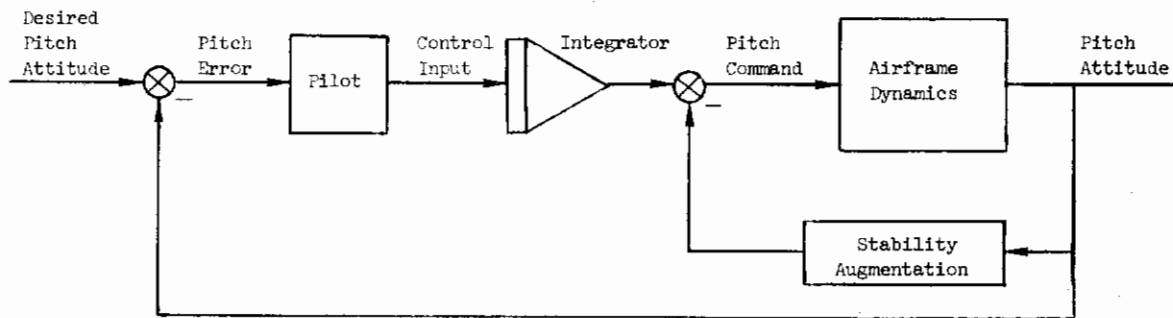 Desired
Pitch
Attitude
Pitch
Error
Pilot
Control
Input
Integrator
Pitch
Command
Airframe
Dynamics
Pitch
Attitude
Stability
Augmentation